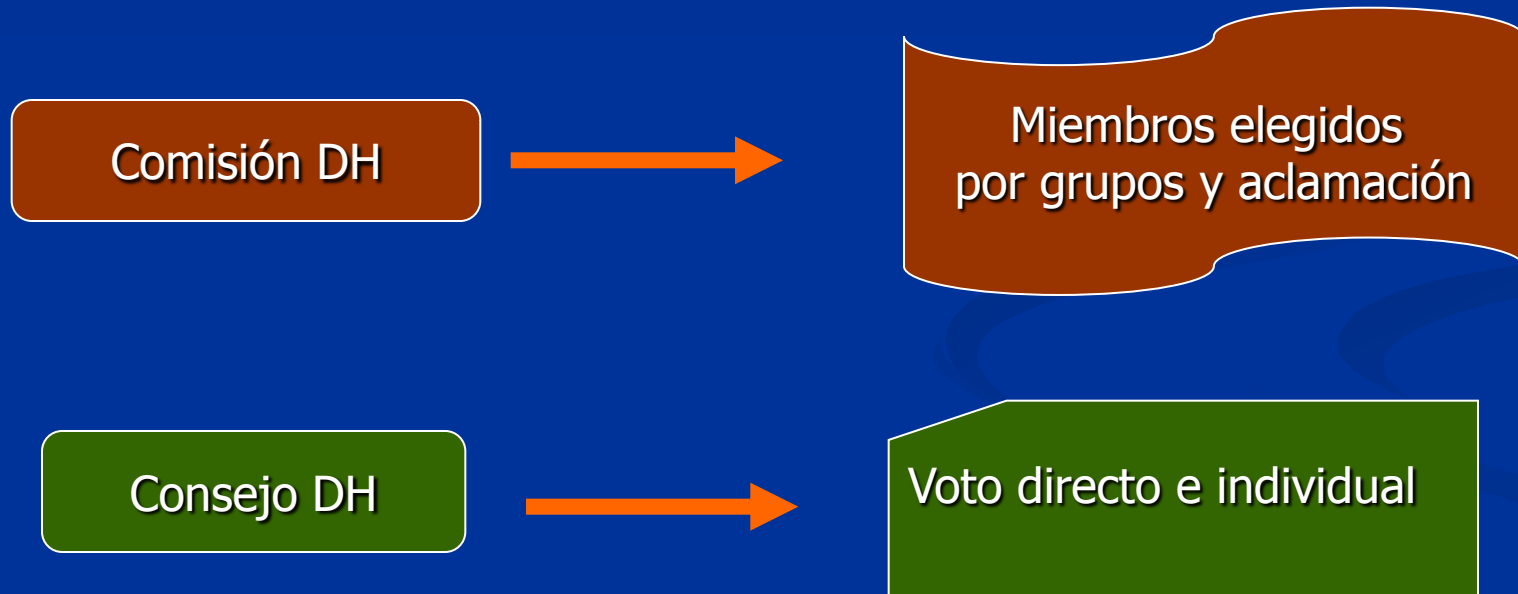 Comisión DH
Miembros elegidos
por grupos y aclamación
Consejo DH
Voto directo e individual